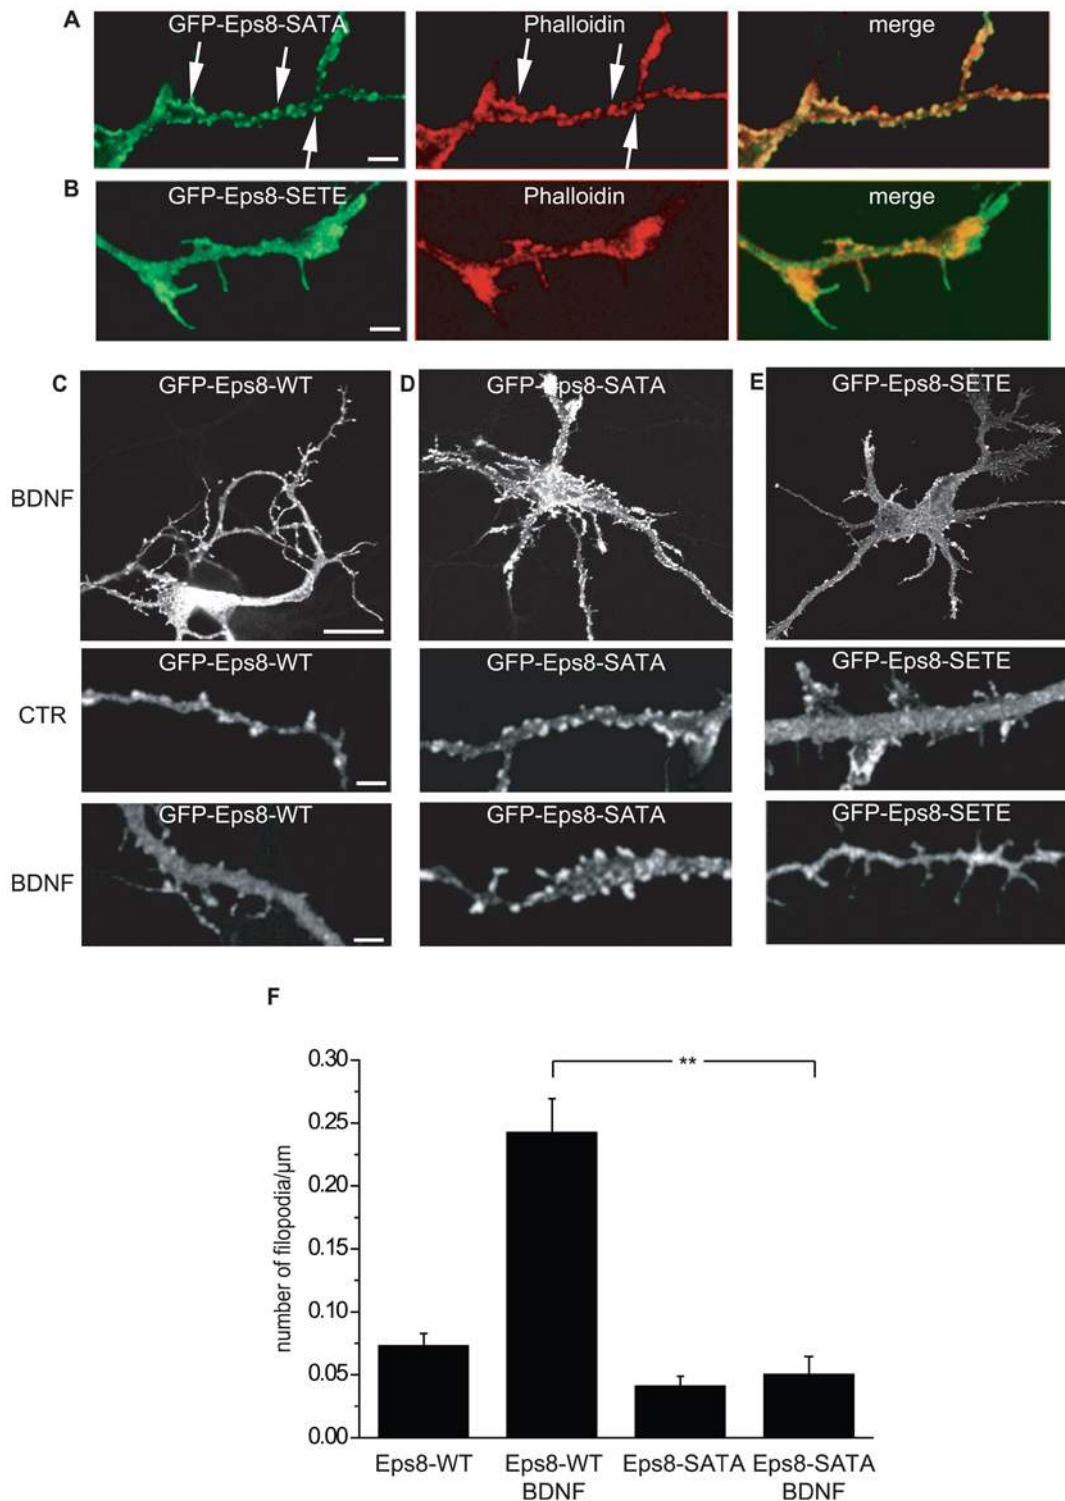 A GFP-Eps8-SATA Phalloidin merge
B GFP-Eps8-SETE Phalloidin merge
C GFP-Eps8-WT D GFP-Eps8-SATA E GFP-Eps8-SETE
BDNF
GFP-Eps8-WT GFP-Eps8-SATA GFP-Eps8-SETE
CTR
GFP-Eps8-WT GFP-Eps8-SATA GFP-Eps8-SETE
BDNF
F
number of filopodia/µm
0.30
0.25
0.20
0.15
0.10
0.05
0.00
**
Eps8-WT Eps8-WT Eps8-SATA Eps8-SATA
BDNF BDNF